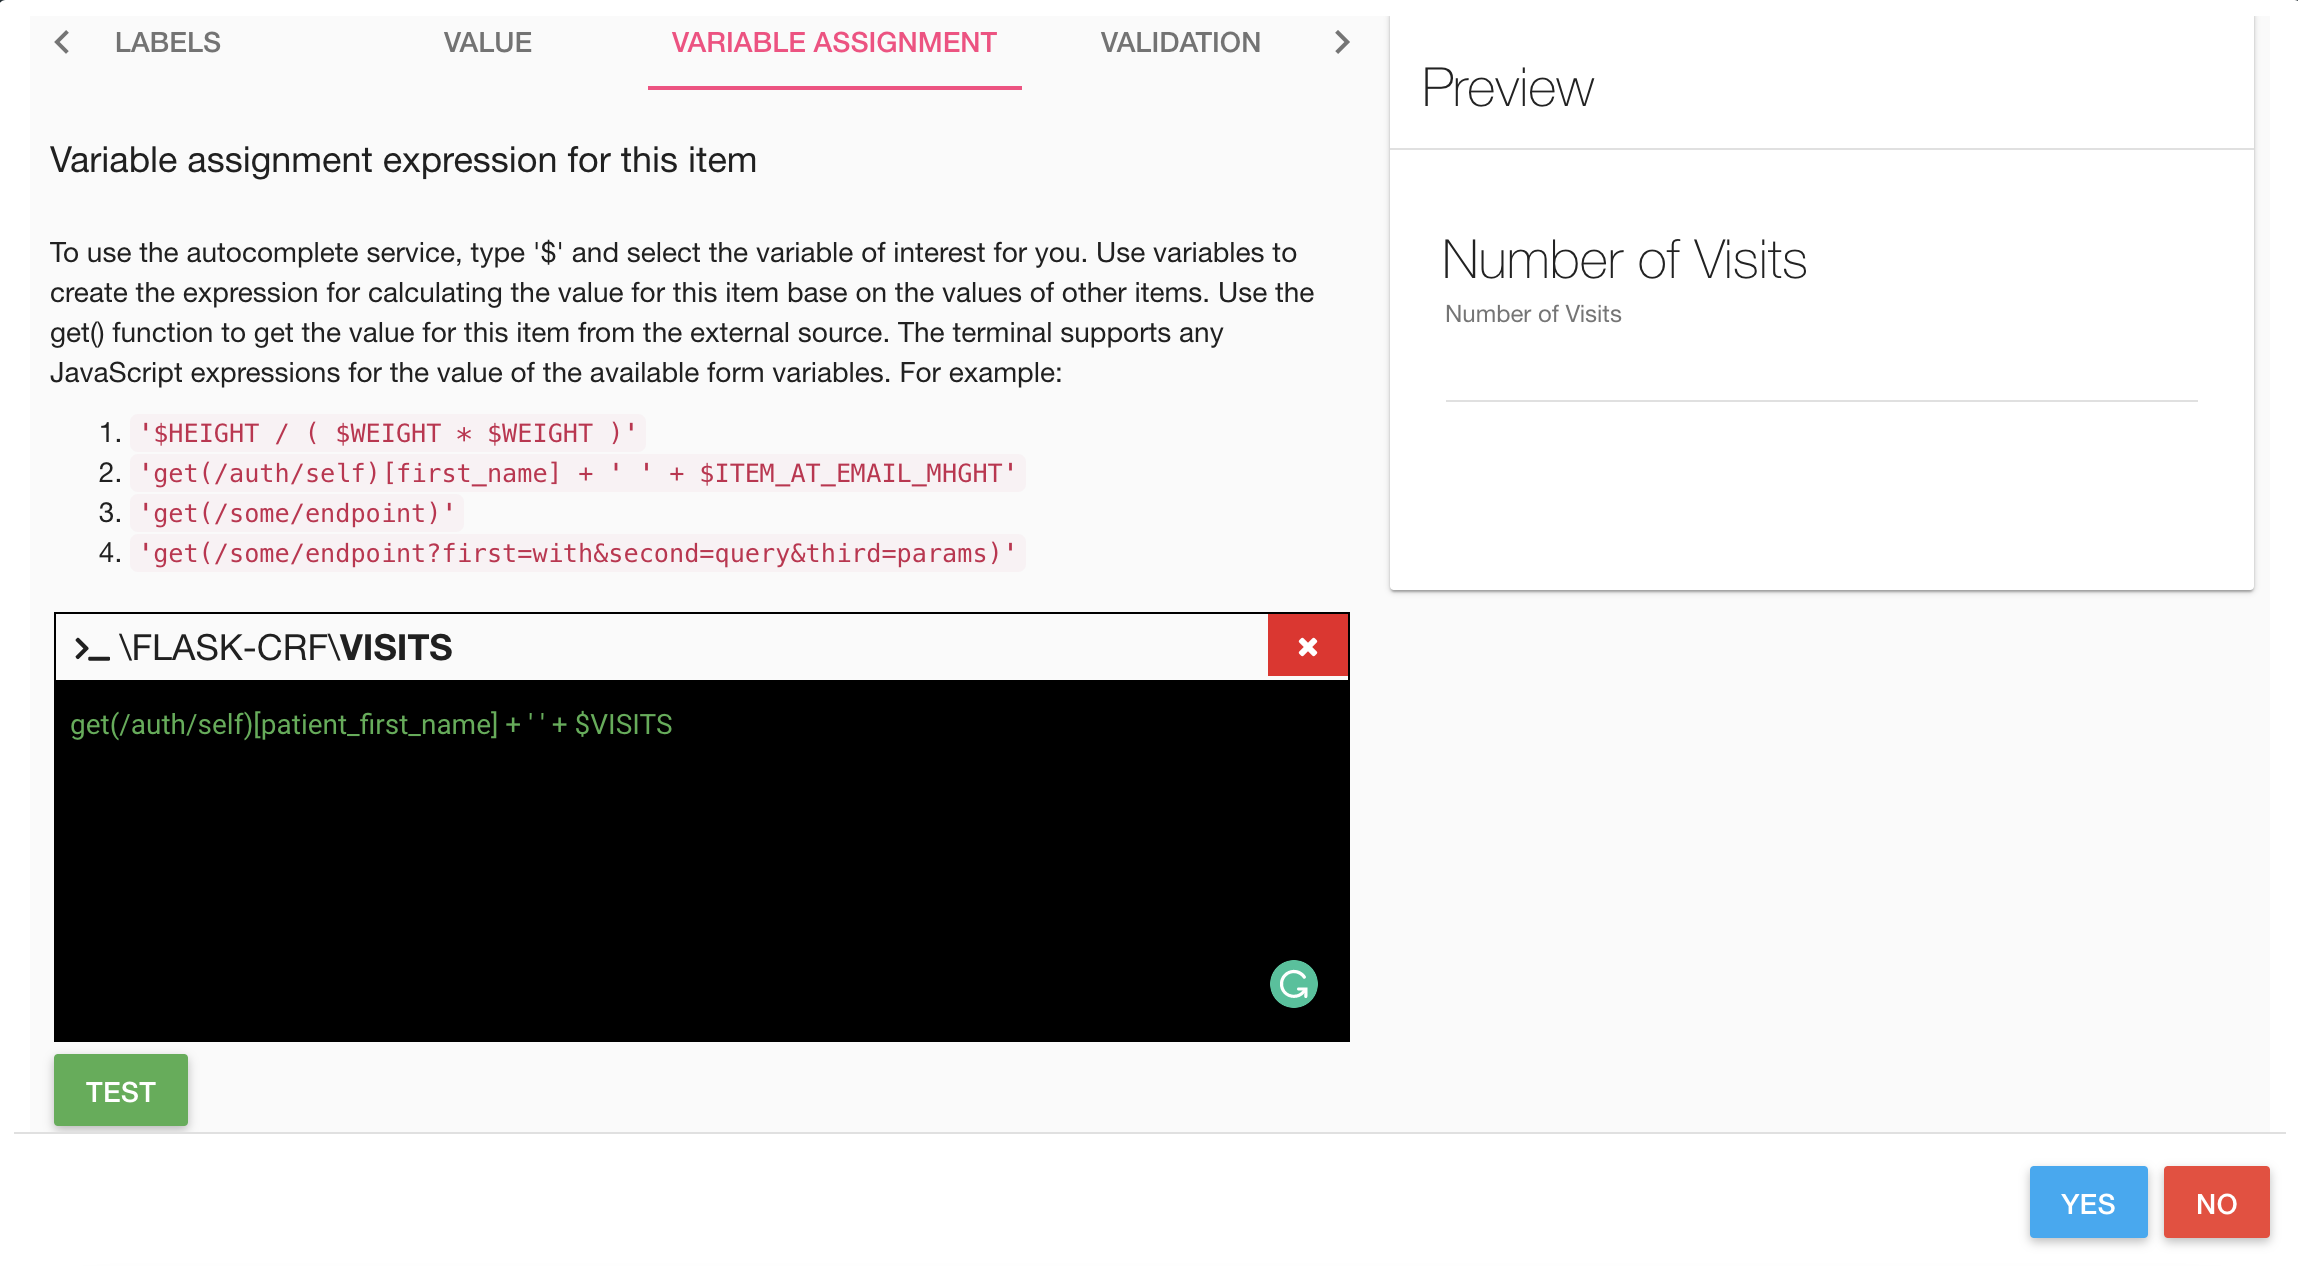 LABELS
VALUE
VARIABLE ASSIGNMENT
VALIDATION
Variable assignment expression for this item
To use the autocomplete service, type '$' and select the variable of interest for you. Use variables to
create the expression for calculating the value for this item base on the values of other items. Use the
get() function to get the value for this item from the external source. The terminal supports any
JavaScript expressions for the value of the available form variables. For example:
1. '$HEIGHT / ( $WEIGHT * $WEIGHT )'
2. 'get(/auth/self)[first_name] + ' ' + $ITEM_AT_EMAIL_MHGHT'
3. 'get(/some/endpoint)'
4. 'get(/some/endpoint?first=with&second=query&third=params)'
\FLASK-CRF\VISITS
get(/auth/self)[patient_first_name] + ' ' + $VISITS
TEST
Preview
Number of Visits
Number of Visits
YES
NO